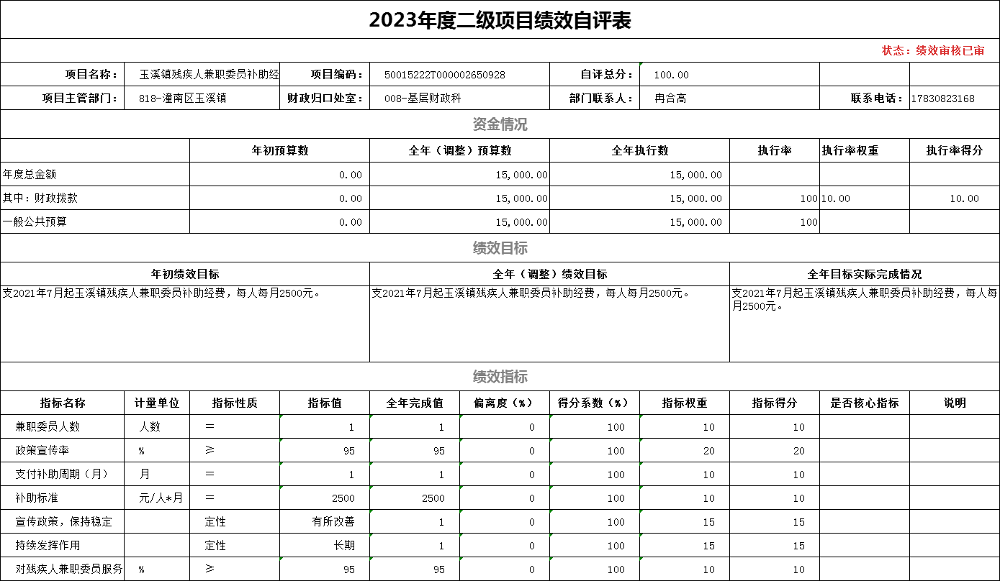 2023年度二级项目绩效自评表
状态：绩效审核已审
项目名称： 玉溪镇残疾人兼职委员补助经 项目编码： 50015222T000002650928 自评总分： 100.00
项目主管部门： 818-潼南区玉溪镇 财政归口处室： 008-基层财政科 部门联系人： 冉合高 联系电话： 17830823168
资金情况
年初预算数 全年（调整）预算数 全年执行数 执行率 执行率权重 执行率得分
年度总金额 0.00 15,000.00 15,000.00
其中：财政拨款 0.00 15,000.00 15,000.00 100 10.00 10.00
一般公共预算 0.00 15,000.00 15,000.00 100
绩效目标
年初绩效目标 全年（调整）绩效目标 全年目标实际完成情况
支2021年7月起玉溪镇残疾人兼职委员补助经费，每人每月2500元。 支2021年7月起玉溪镇残疾人兼职委员补助经费，每人每月2500元。 支2021年7月起玉溪镇残疾人兼职委员补助经费，每人每
月2500元。
绩效指标
指标名称 计量单位 指标性质 指标值 全年完成值 偏离度（%） 得分系数（%） 指标权重 指标得分 是否核心指标 说明
兼职委员人数 人数 ＝ 1 1 0 100 10 10
政策宣传率 % ≥ 95 95 0 100 20 20
支付补助周期（月） 月 ＝ 1 1 0 100 10 10
补助标准 元/人*月 ＝ 2500 2500 0 100 10 10
宣传政策，保持稳定 定性 有所改善 1 0 100 15 15
持续发挥作用 定性 长期 1 0 100 15 15
对残疾人兼职委员服务 % ≥ 95 95 0 100 10 10